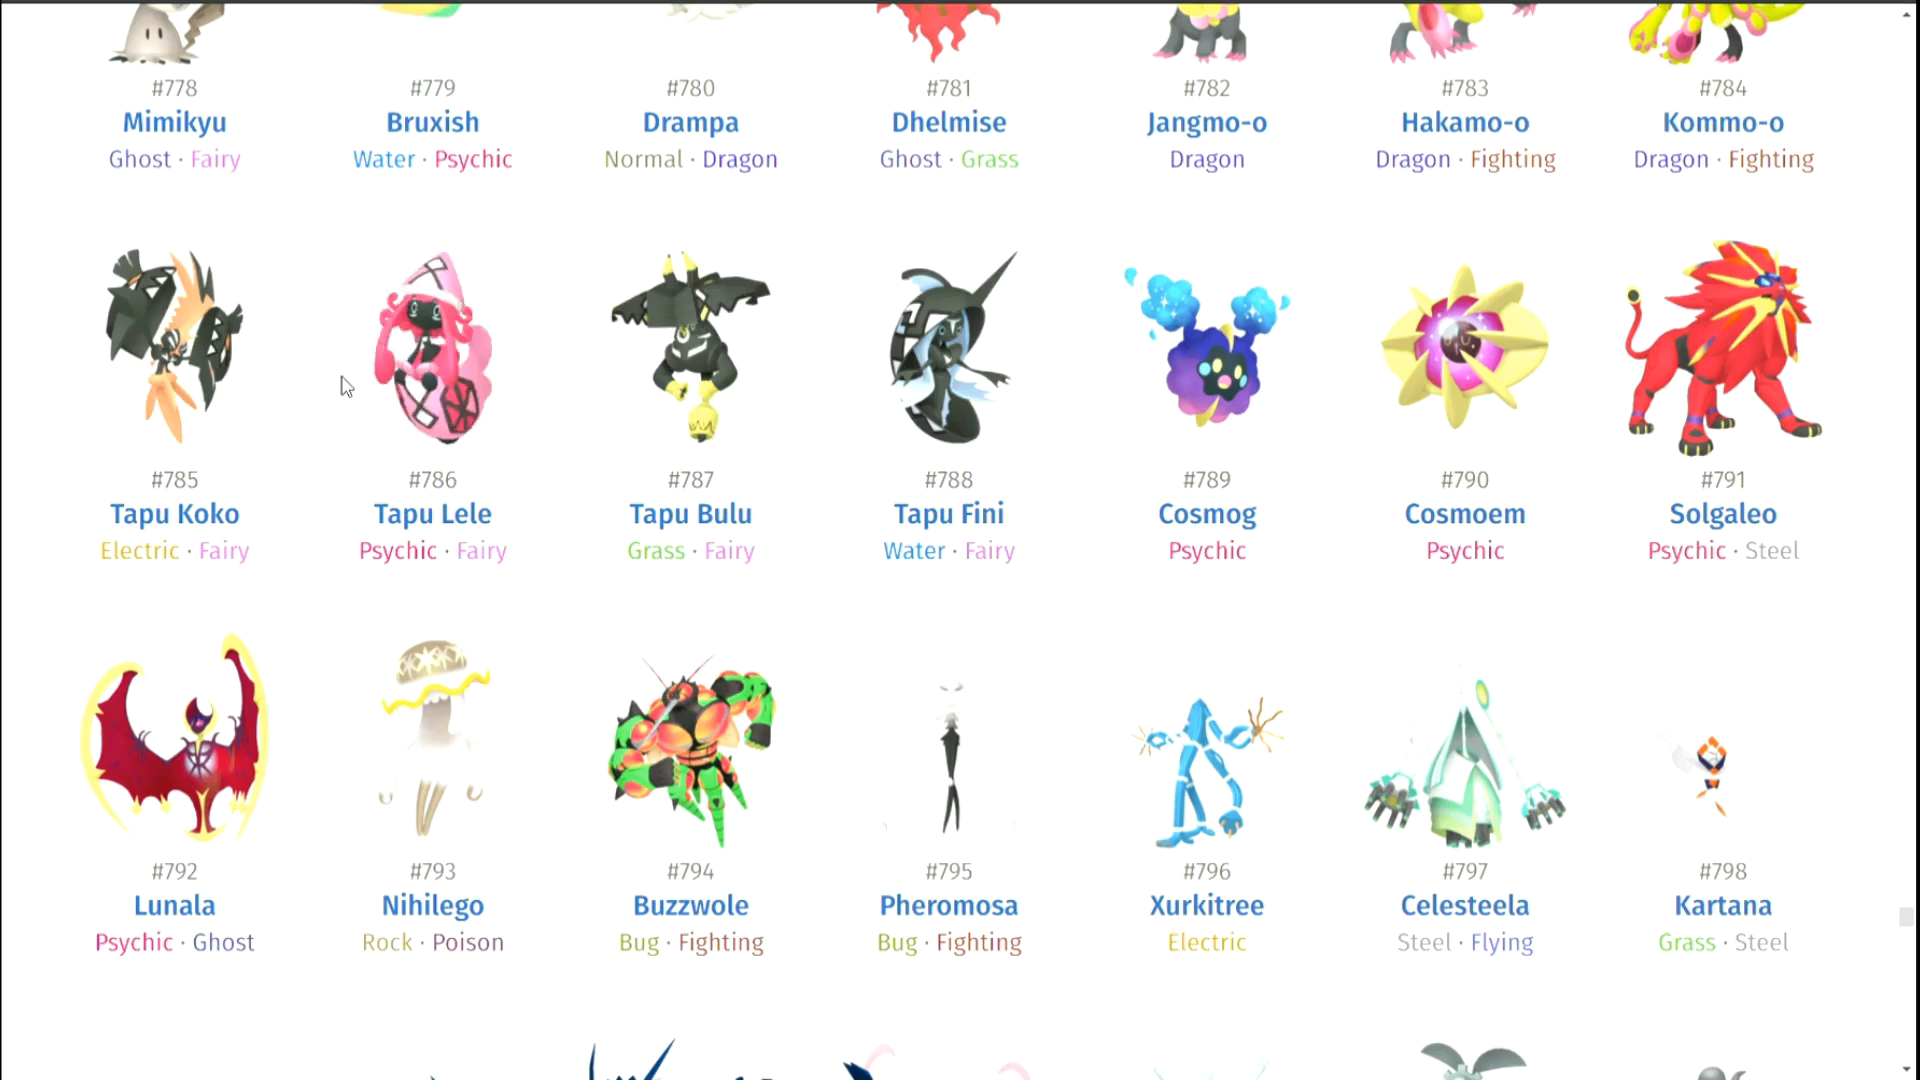 #778 #779 #780 #781 #782 #783 #784
Mimikyu Bruxish Drampa Dhelmise Jangmo-o Hakamo-o Kommo-o
Ghost · Fairy Water · Psychic Normal · Dragon Ghost · Grass Dragon Dragon · Fighting Dragon · Fighting
#785 #786 #787 #788 #789 #790 #791
Tapu Koko Tapu Lele Tapu Bulu Tapu Fini Cosmog Cosmoem Solgaleo
Electric · Fairy Psychic · Fairy Grass · Fairy Water · Fairy Psychic Psychic Psychic · Steel
#792 #793 #794 #795 #796 #797 #798
Lunala Nihilego Buzzwole Pheromosa Xurkitree Celesteela Kartana
Psychic · Ghost Rock · Poison Bug · Fighting Bug · Fighting Electric Steel · Flying Grass · Steel